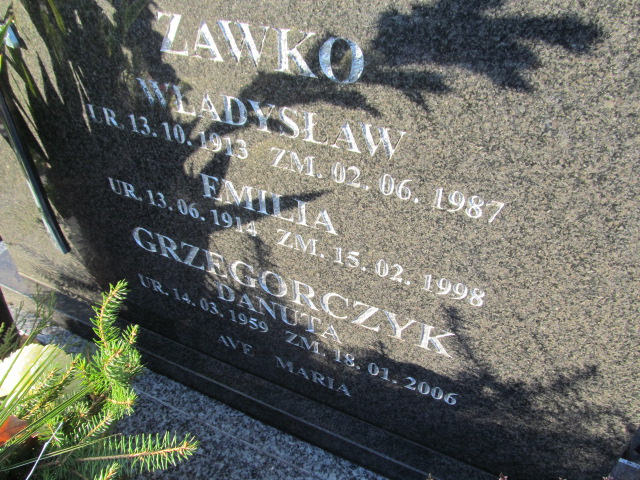 ZAWKO
WŁADYSŁAW
UR. 13. 10. 1913 ZM. 02. 06. 1987
EMILIA
UR. 13. 06. 1914 ZM. 15. 02. 1998
GRZEGORCZYK
DANUTA
UR. 14. 03. 1959 ZM. 18. 01. 2006
AVE MARIA